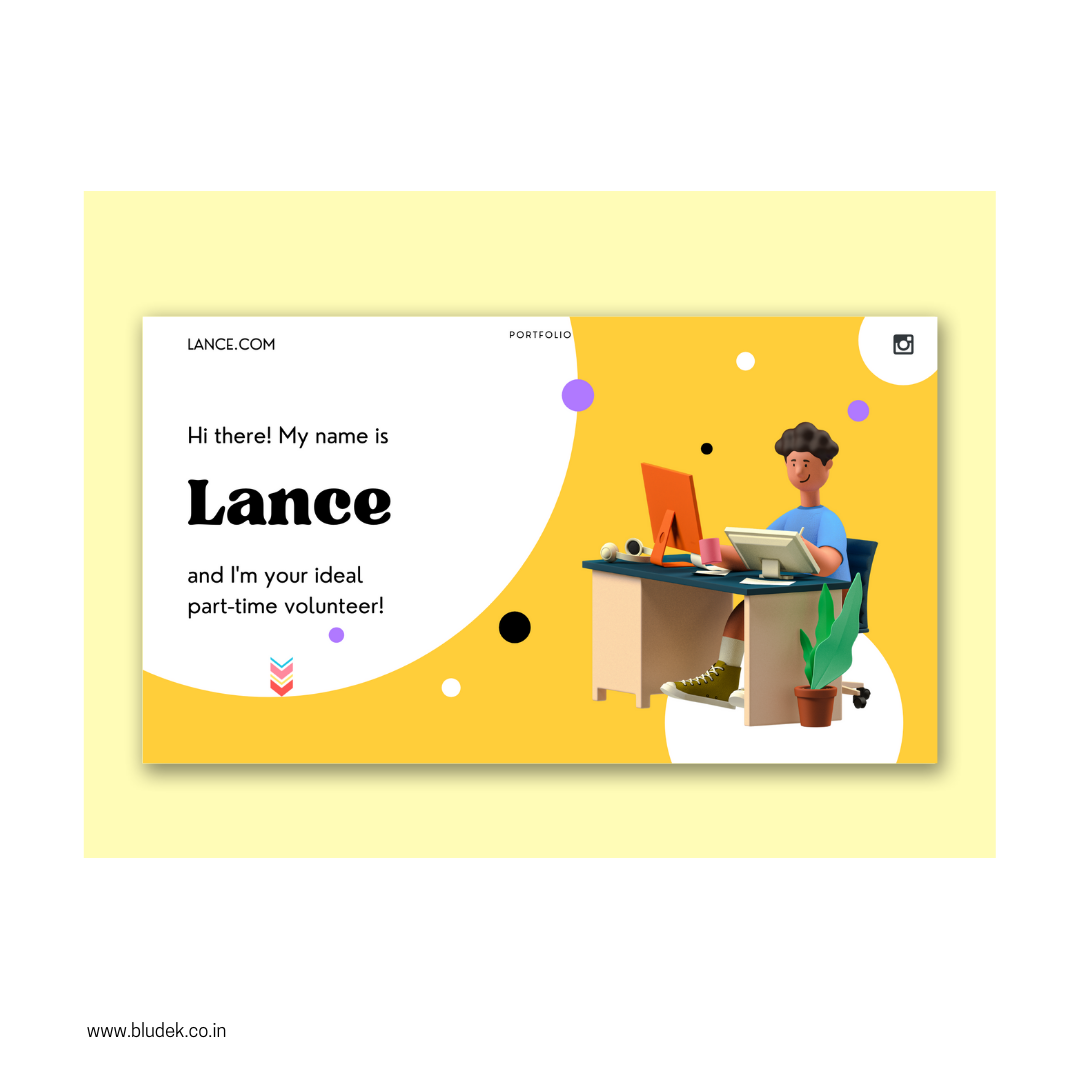 LANCE.COM
PORTFOLIO
Hi there! My name is
Lance
and I'm your ideal
part-time volunteer!
www.bludek.co.in